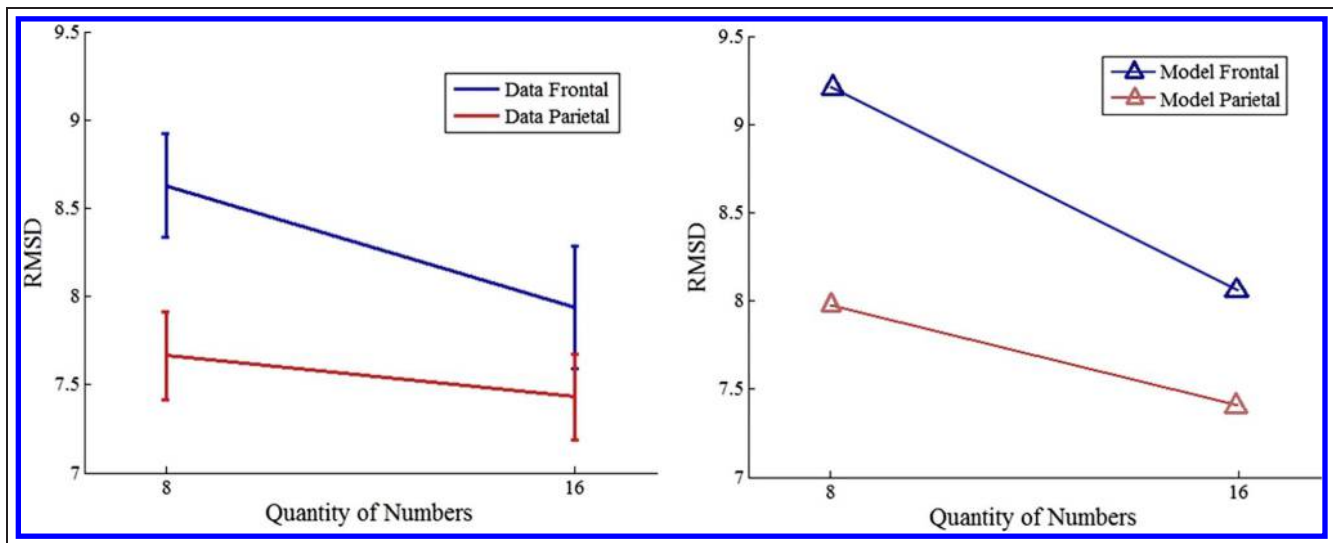 9.5
9
8.5
8
7.5
7
RMSD
Data Frontal
Data Parietal
8
16
Quantity of Numbers
9.5
9
8.5
8
7.5
7
RMSD
Model Frontal
Model Parietal
8
16
Quantity of Numbers